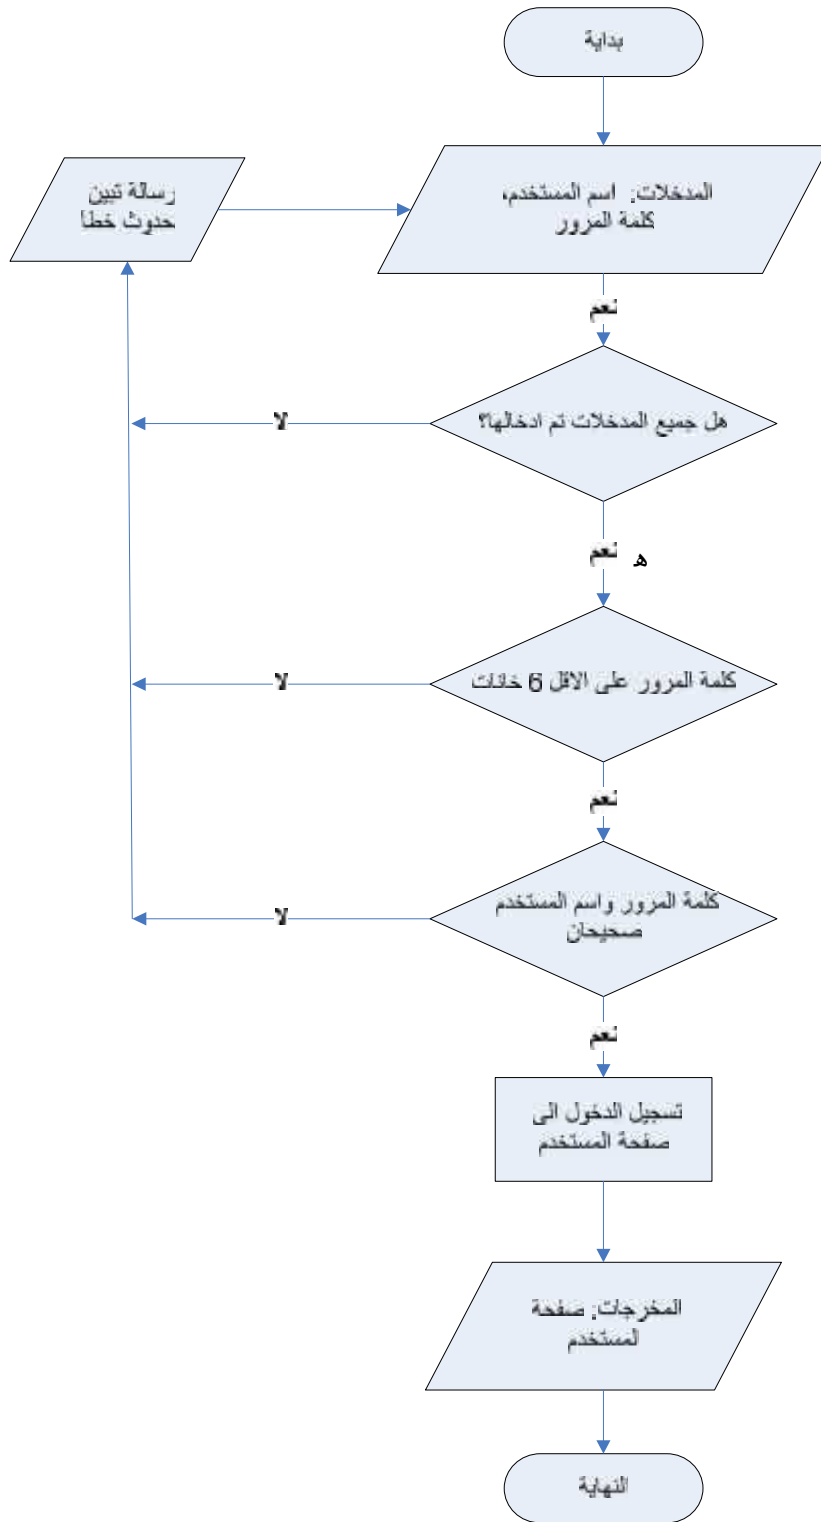 بداية
المدخلات: اسم المستخدم،
كلمة المرور
رسالة تبين
حدوث خطأ
نعم
هل جميع المدخلات تم ادخالها؟
لا
نعم
ه
كلمة المرور على الاقل 6 خانات
لا
نعم
كلمة المرور واسم المستخدم
صحيحان
لا
نعم
تسجيل الدخول الى
صفحة المستخدم
المخرجات: صفحة
لمستخدم
النهاية